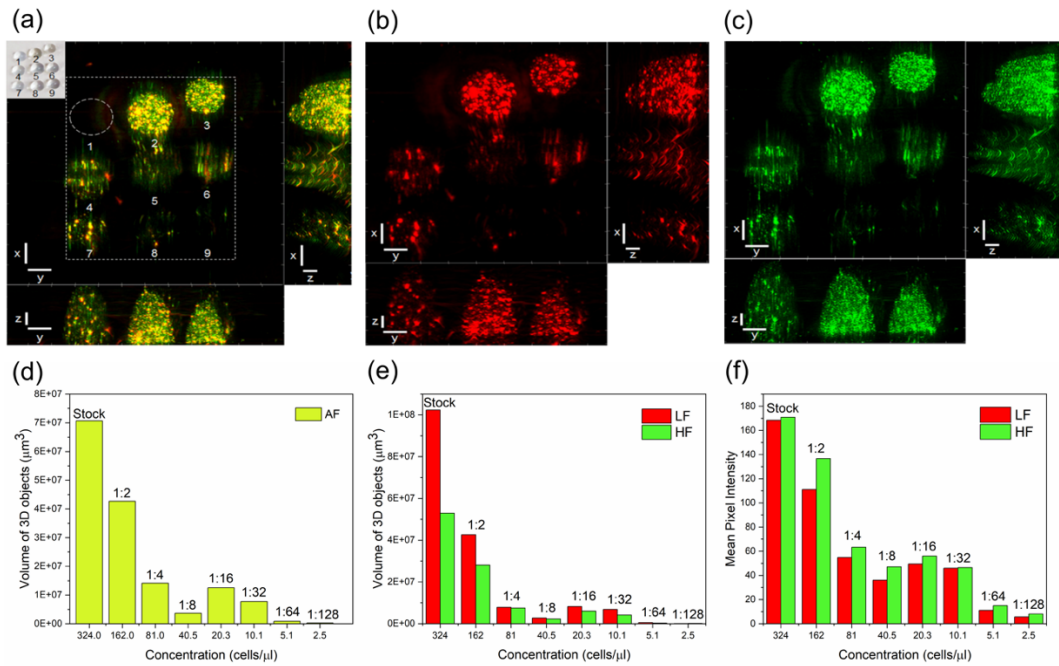 (a)
(b)
(c)
1 2 3
4 5 6
7 8 9
1
2
3
4
5
6
7
8
9
x
y
x
z
z
y
x
y
x
z
z
y
x
y
x
z
z
y
(d)
8E+07
7E+07
6E+07
5E+07
4E+07
3E+07
2E+07
1E+07
0E+00
Volume of 3D objects (μm³)
Stock
1:2
1:4
1:8
1:16
1:32
1:64
1:128
AF
324.0 162.0 81.0 40.5 20.3 10.1 5.1 2.5
Concentration (cells/μl)
(e)
1E+08
8E+07
6E+07
4E+07
2E+07
0E+00
Volume of 3D objects (μm³)
Stock
1:2
1:4
1:8
1:16
1:32
1:64
1:128
LF
HF
324 162 81 40.5 20.3 10.1 5.1 2.5
Concentration (cells/μl)
(f)
180
160
140
120
100
80
60
40
20
0
Mean Pixel Intensity
Stock
1:2
1:4
1:8
1:16
1:32
1:64
1:128
LF
HF
324 162 81 40.5 20.3 10.1 5.1 2.5
Concentration (cells/μl)